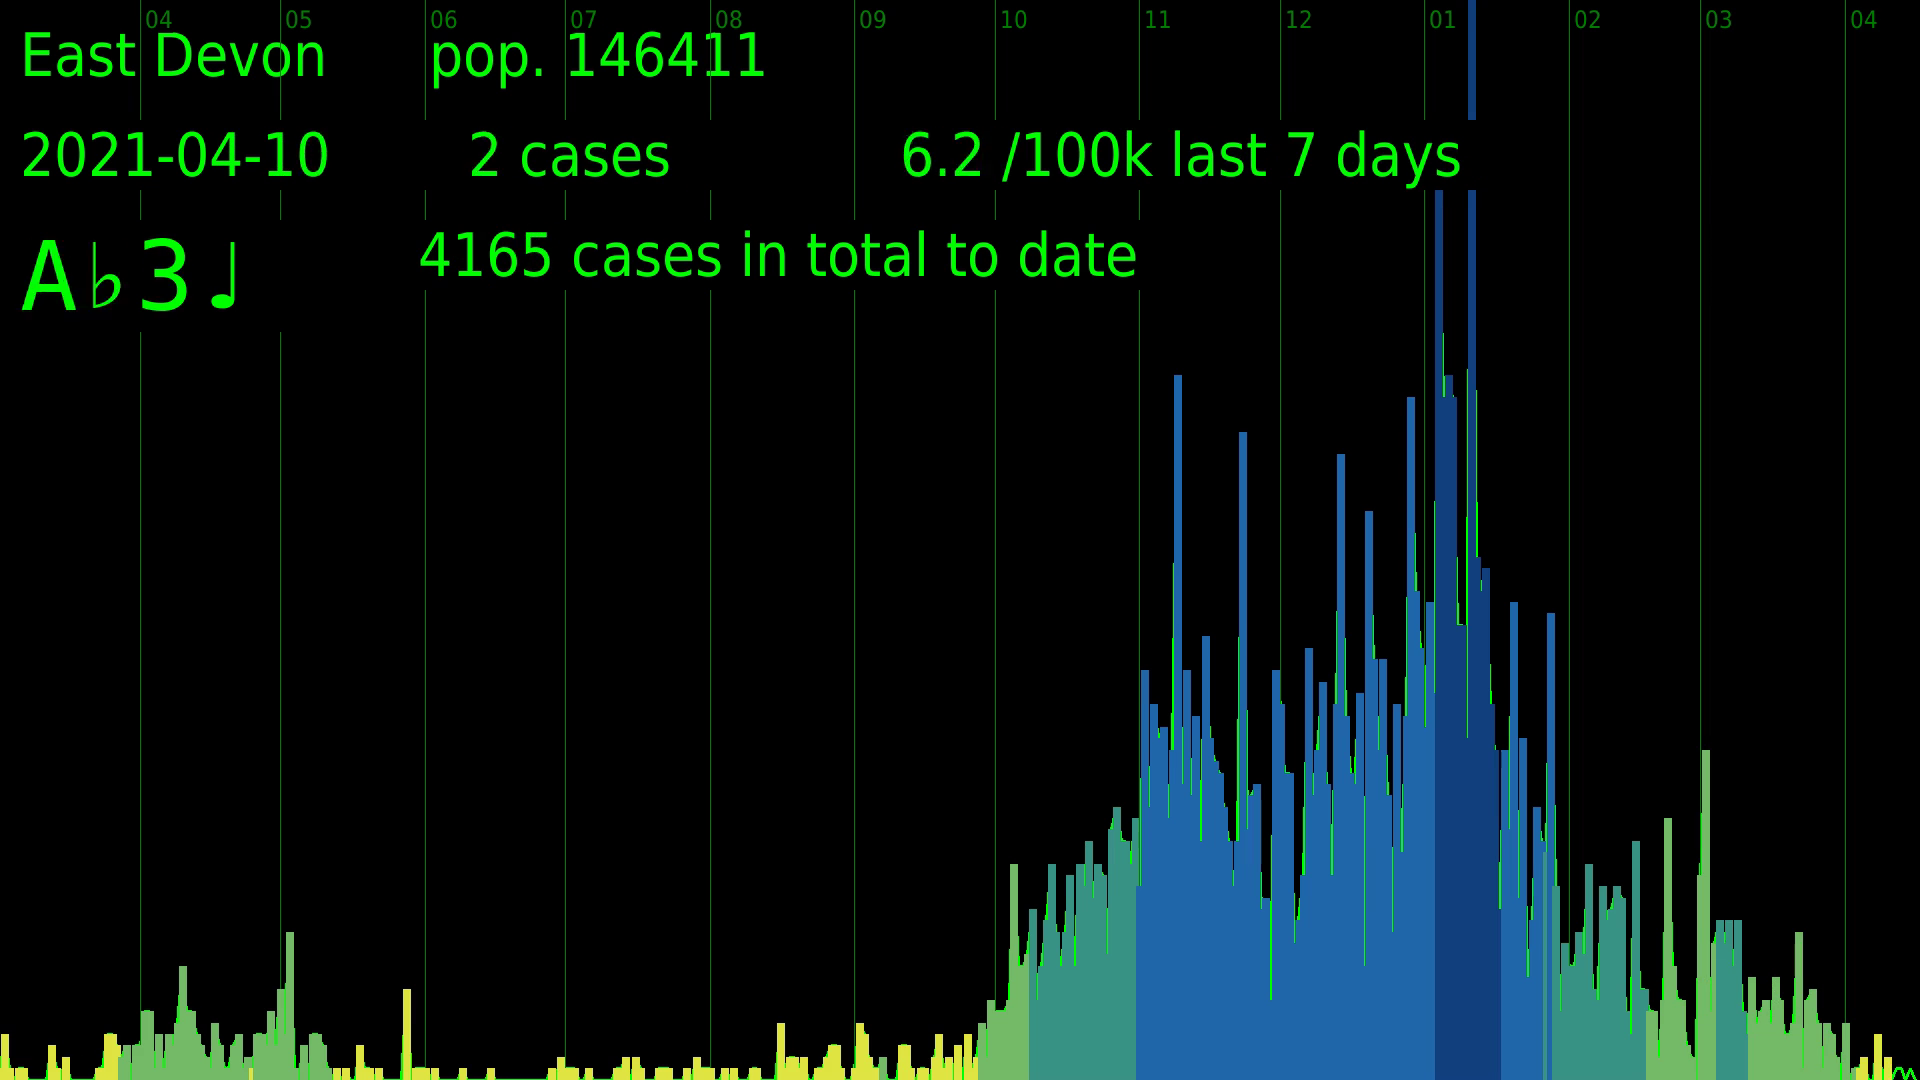 04 05 06 07 08 09 10 11 12 01 02 03 04
East Devon pop. 146411
2021-04-10 2 cases 6.2 /100k last 7 days
A♭3♩ 4165 cases in total to date